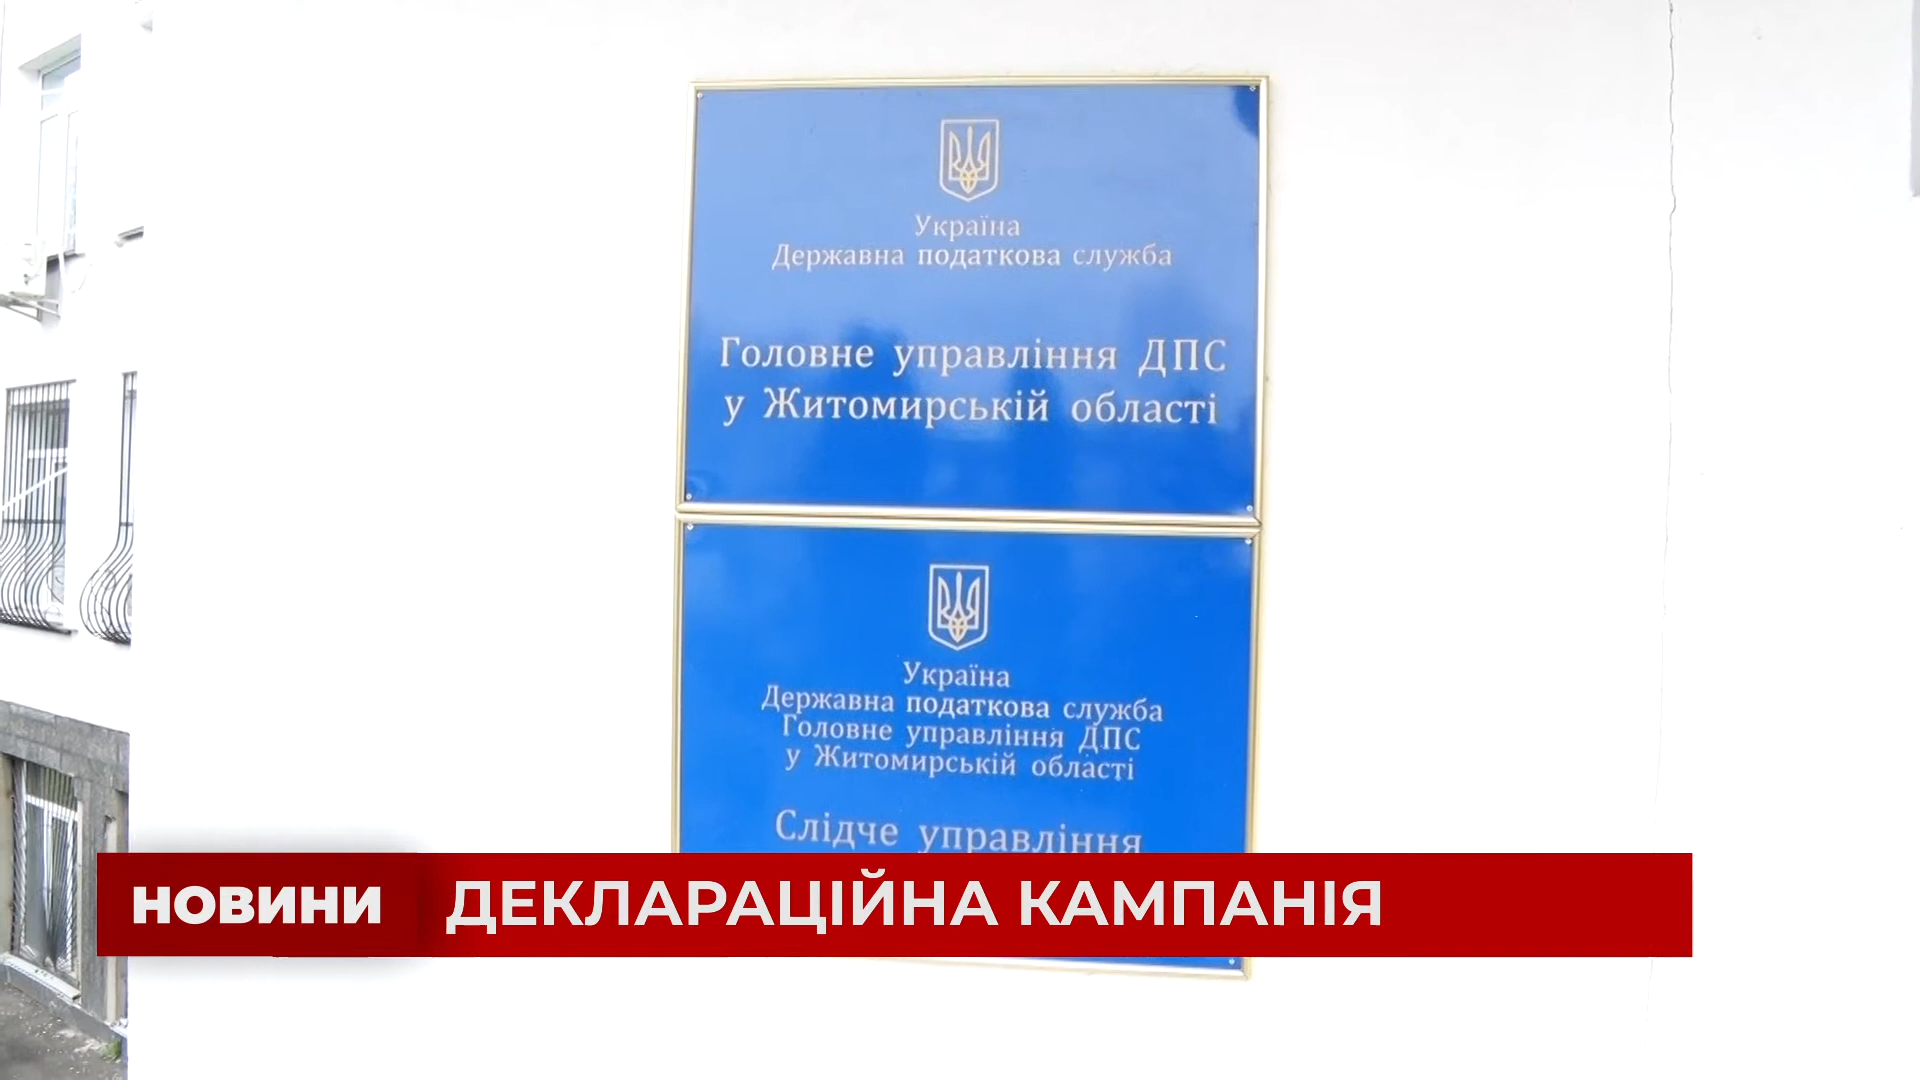 Україна
Державна податкова служба
Головне управління ДПС
у Житомирській області
Україна
Державна податкова служба
Головне управління ДПС
у Житомирській області
Слідче управління
НОВИНИ ДЕКЛАРАЦІЙНА КАМПАНІЯ